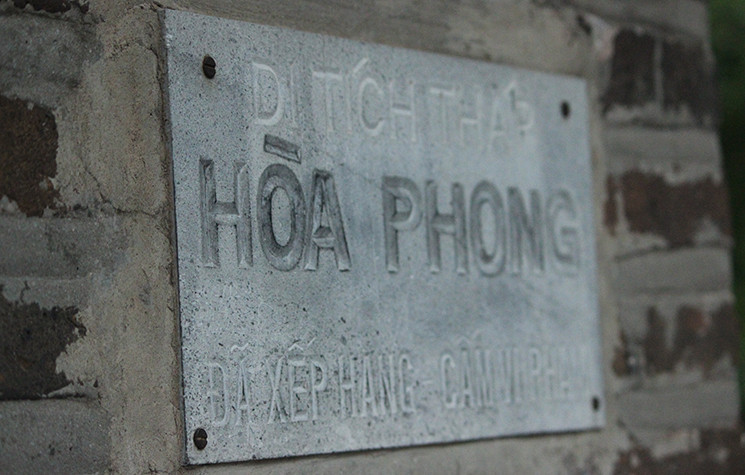 DI TÍCH THÁP
HÒA PHONG
ĐÃ XẾP HẠNG - CẤM VI PHẠM